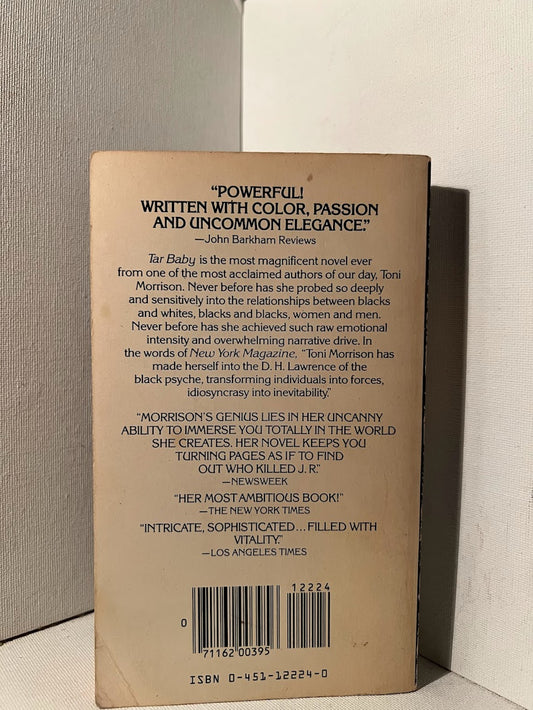 “POWERFUL!
WRITTEN WITH COLOR, PASSION
AND UNCOMMON ELEGANCE.”
—John Barkham Reviews
Tar Baby is the most magnificent novel ever
from one of the most acclaimed authors of our day, Toni
Morrison. Never before has she probed so deeply
and sensitively into the relationships between blacks
and whites, blacks and blacks, women and men.
Never before has she achieved such raw emotional
intensity and overwhelming narrative drive. In
the words of New York Magazine, “Toni Morrison has
made herself into the D. H. Lawrence of the
black psyche, transforming individuals into forces,
idiosyncrasy into inevitability.”
“MORRISON'S GENIUS LIES IN HER UNCANNY
ABILITY TO IMMERSE YOU TOTALLY IN THE WORLD
SHE CREATES. HER NOVEL KEEPS YOU
TURNING PAGES AS IF TO FIND
OUT WHO KILLED J. R.”
—NEWSWEEK
“HER MOST AMBITIOUS BOOK!”
—THE NEW YORK TIMES
“INTRICATE, SOPHISTICATED...FILLED WITH
VITALITY.”
—LOS ANGELES TIMES
12224
0
71162 00395
ISBN 0-451-12224-0